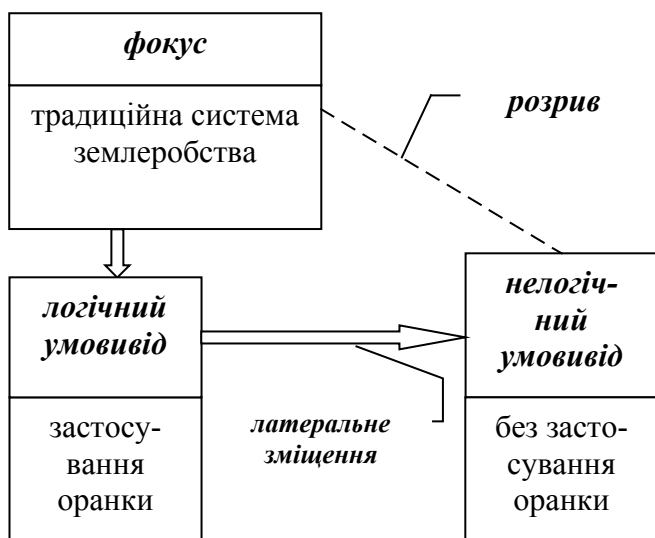 фокус
традиційна система
землеробства
розрив
логічний
умовивід
застосу-
вання
оранки
латеральне
зміщення
нелогіч-
ний
умовивід
без засто-
сування
оранки